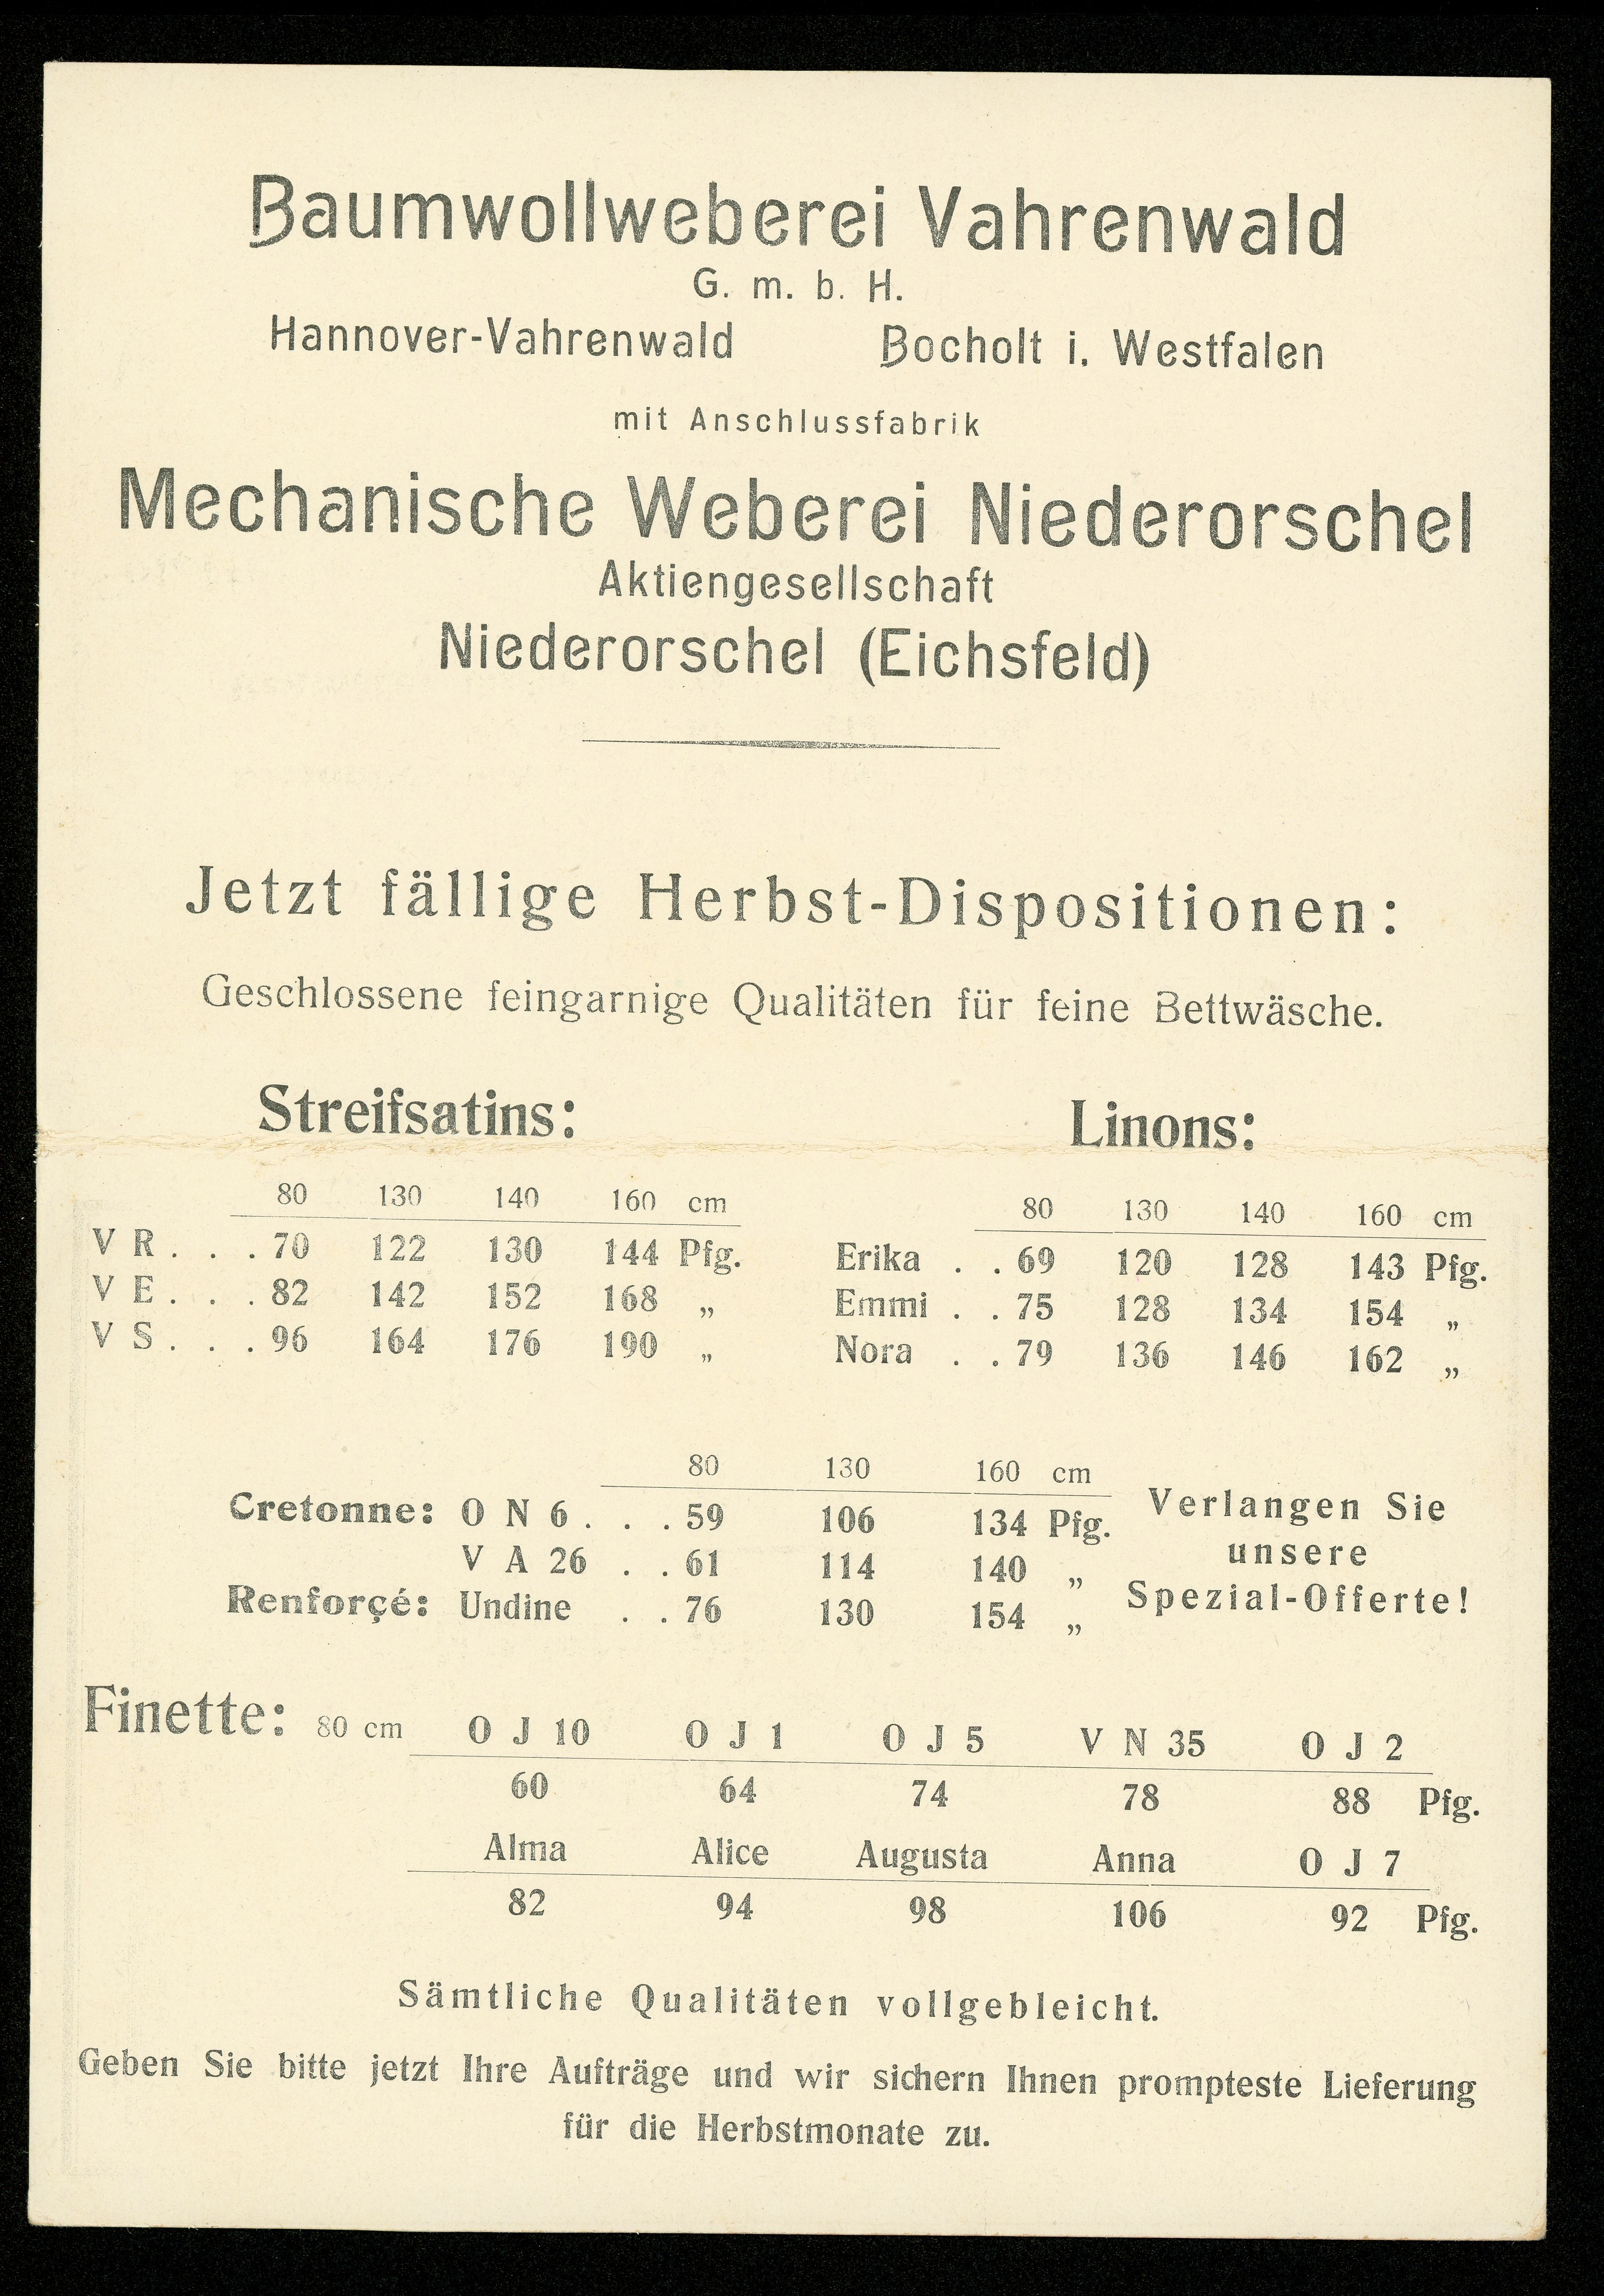 Baumwollweberei Vahrenwald
G. m. b. H.
Hannover-Vahrenwald Bocholt i. Westfalen
mit Anschlussfabrik
Mechanische Weberei Niederorschel
Aktiengesellschaft
Niederorschel (Eichsfeld)
Jetzt fällige Herbst-Dispositionen:
Geschlossene feingarnige Qualitäten für feine Bettwäsche.
Streifsatins:
80 130 140 160 cm
V R . . . 70 122 130 144 Pfg.
V E . . . 82 142 152 168 „
V S . . . 96 164 176 190 „
Linons:
80 130 140 160 cm
Erika . . 69 120 128 143 Pfg.
Emmi . . 75 128 134 154 „
Nora . . 79 136 146 162 „
80 130 160 cm
Cretonne: O N 6 . . . 59 106 134 Pfg.
V A 26 . . 61 114 140 „
Renforçé: Undine . . 76 130 154 „
Verlangen Sie
unsere
Spezial-Offerte!
Finette: 80 cm O J 10 O J 1 O J 5 V N 35 O J 2
60 64 74 78 88 Pfg.
Alma Alice Augusta Anna O J 7
82 94 98 106 92 Pfg.
Sämtliche Qualitäten vollgebleicht.
Geben Sie bitte jetzt Ihre Aufträge und wir sichern Ihnen prompteste Lieferung
für die Herbstmonate zu.